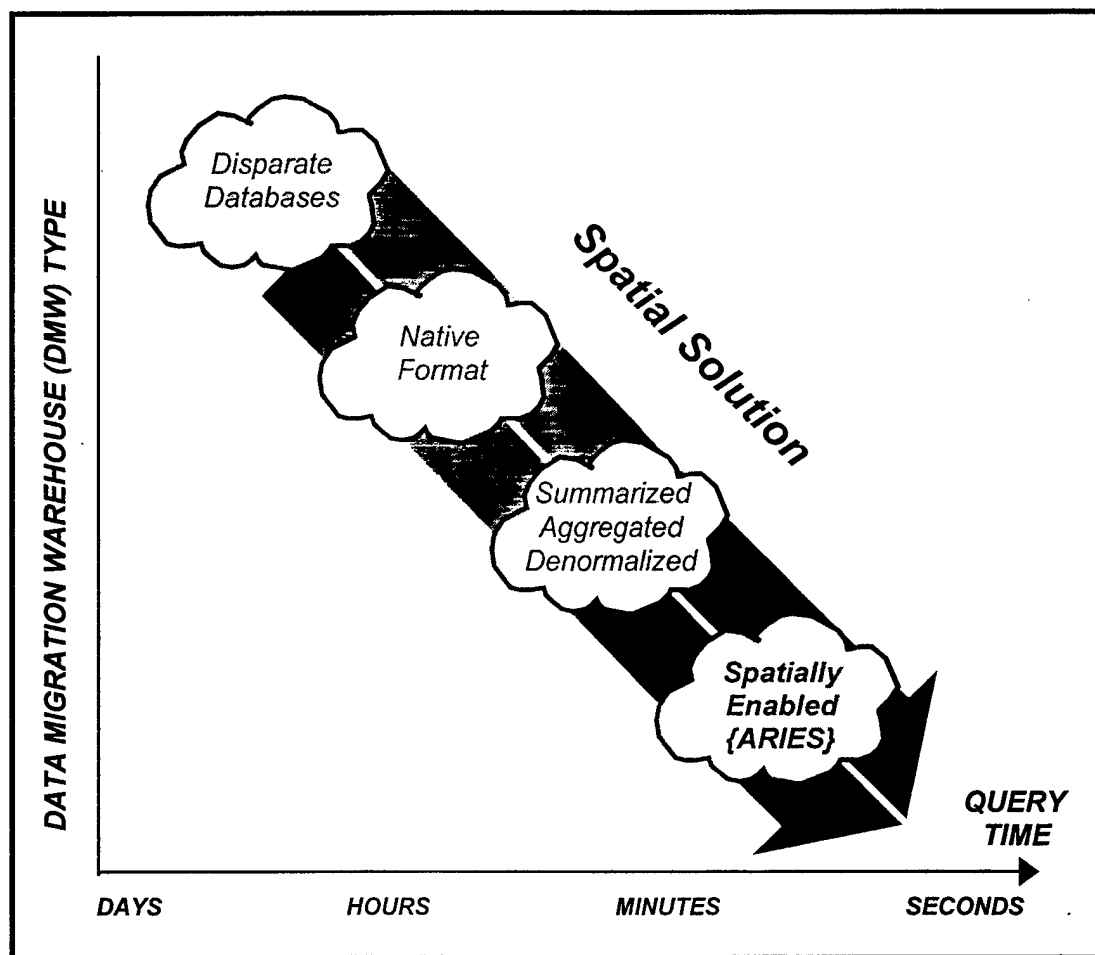 DATA MIGRATION WAREHOUSE (DMW) TYPE
Disparate
Databases
Native
Format
Spatial Solution
Summarized
Aggregated
Denormalized
Spatially
Enabled
{ARIES}
QUERY
TIME
DAYS HOURS MINUTES SECONDS